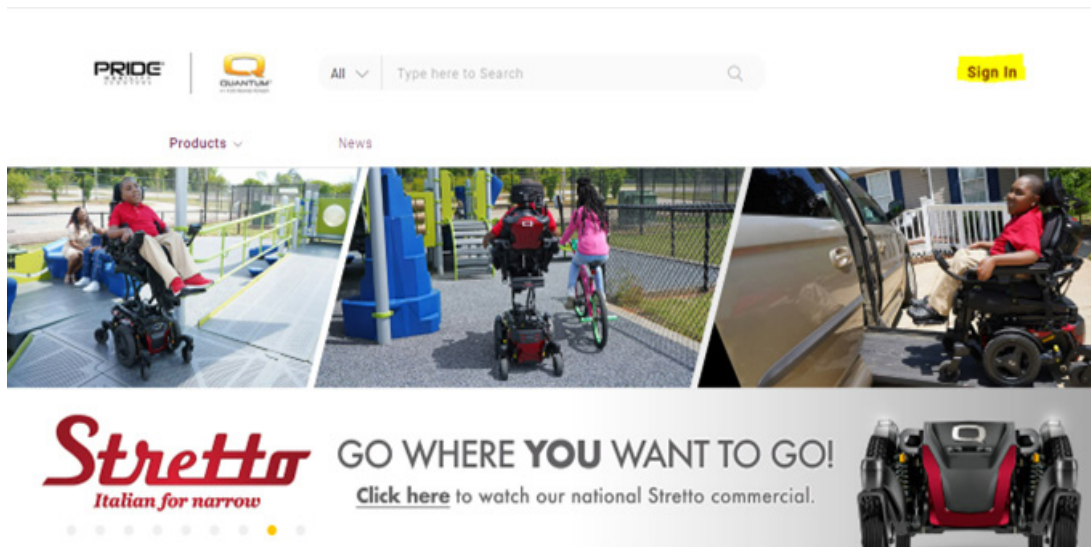 PRIDE
MOBILITY
QUANTUM
All
Type here to Search
Sign In
Products
News
Stretto
Italian for narrow
GO WHERE YOU WANT TO GO!
Click here to watch our national Stretto commercial.